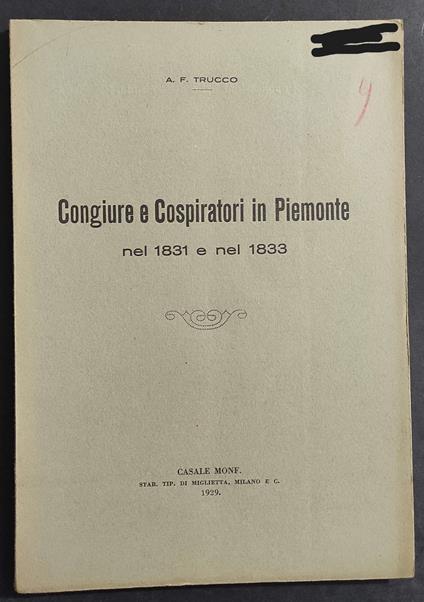 A. F. TRUCCO
Congiure e Cospiratori in Piemonte
nel 1831 e nel 1833
CASALE MONF.
STAB. TIP. DI MIGLIETTA, MILANO E C.
1929.